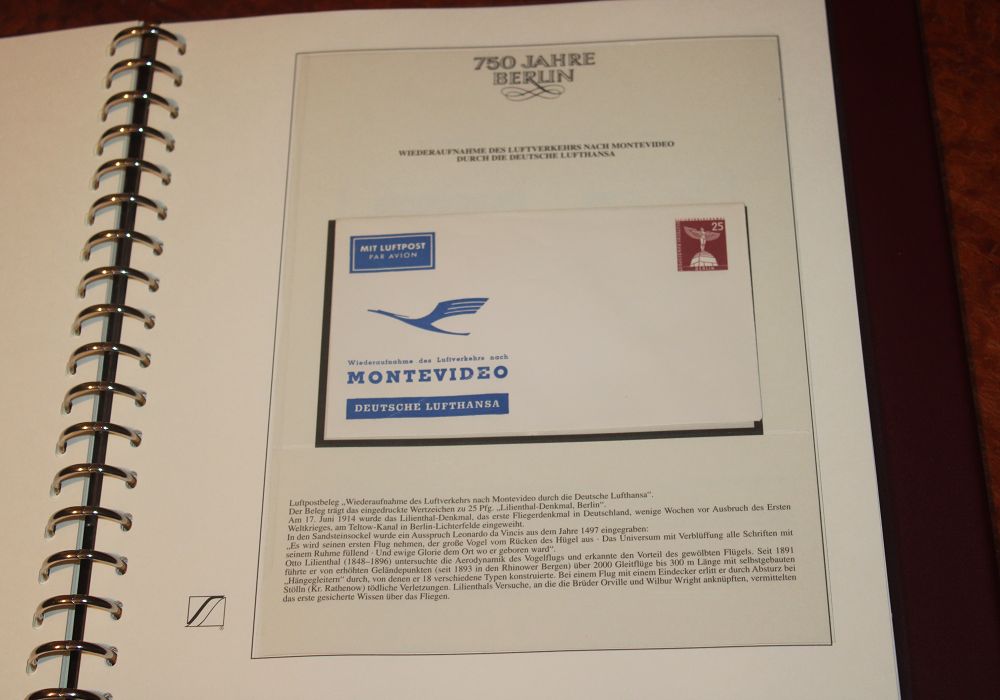 750 JAHRE
BERLIN
WIEDERAUFNAHME DES LUFTVERKEHRS NACH MONTEVIDEO
DURCH DIE DEUTSCHE LUFTHANSA
MIT LUFTPOST
PAR AVION
25
BERLIN
Wiederaufnahme des Luftverkehrs nach
MONTEVIDEO
DEUTSCHE LUFTHANSA
Luftpostbeleg „Wiederaufnahme des Luftverkehrs nach Montevideo durch die Deutsche Lufthansa“.
Der Beleg trägt das eingedruckte Wertzeichen zu 25 Pfg. „Lilienthal-Denkmal, Berlin“.
Am 17. Juni 1914 wurde das Lilienthal-Denkmal, das erste Fliegerdenkmal in Deutschland, wenige Wochen vor Ausbruch des Ersten
Weltkrieges, am Teltow-Kanal in Berlin-Lichterfelde eingeweiht.
In den Sandsteinsockel wurde ein Ausspruch Leonardo da Vincis aus dem Jahre 1497 eingegraben:
„Es wird seinen ersten Flug nehmen, der große Vogel vom Rücken des Hügel aus · Das Universum mit Verblüffung alle Schriften mit
seinem Ruhme füllend · Und ewige Glorie dem Ort wo er geboren ward“.
Otto Lilienthal (1848–1896) untersuchte die Aerodynamik des Vogelflugs und erkannte den Vorteil des gewölbten Flügels. Seit 1891
führte er von erhöhten Geländepunkten (seit 1893 in den Rhinower Bergen) über 2000 Gleitflüge bis 300 m Länge mit selbstgebauten
„Hängegleitern“ durch, von denen er 18 verschiedene Typen konstruierte. Bei einem Flug mit einem Eindecker erlitt er durch Absturz bei
Stölln (Kr. Rathenow) tödliche Verletzungen. Lilienthals Versuche, an die die Brüder Orville und Wilbur Wright anknüpften, vermittelten
das erste gesicherte Wissen über das Fliegen.